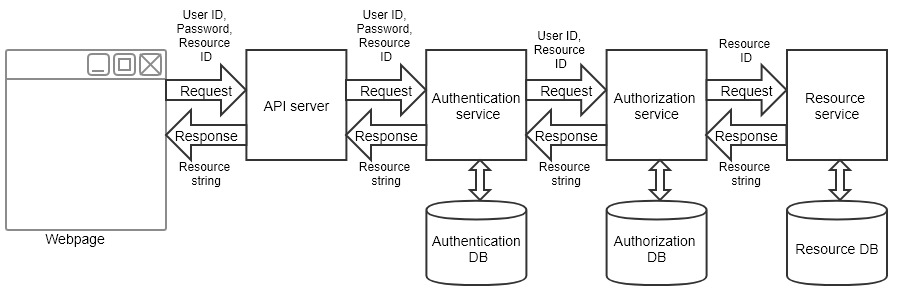 User ID,
Password,
Resource
ID
Request
Response
Resource
string
Webpage
API server
User ID,
Password,
Resource
ID
Request
Response
Resource
string
Authentication
service
Authentication
DB
User ID,
Resource
ID
Request
Response
Resource
string
Authorization
service
Authorization
DB
Resource
ID
Request
Response
Resource
string
Resource
service
Resource DB